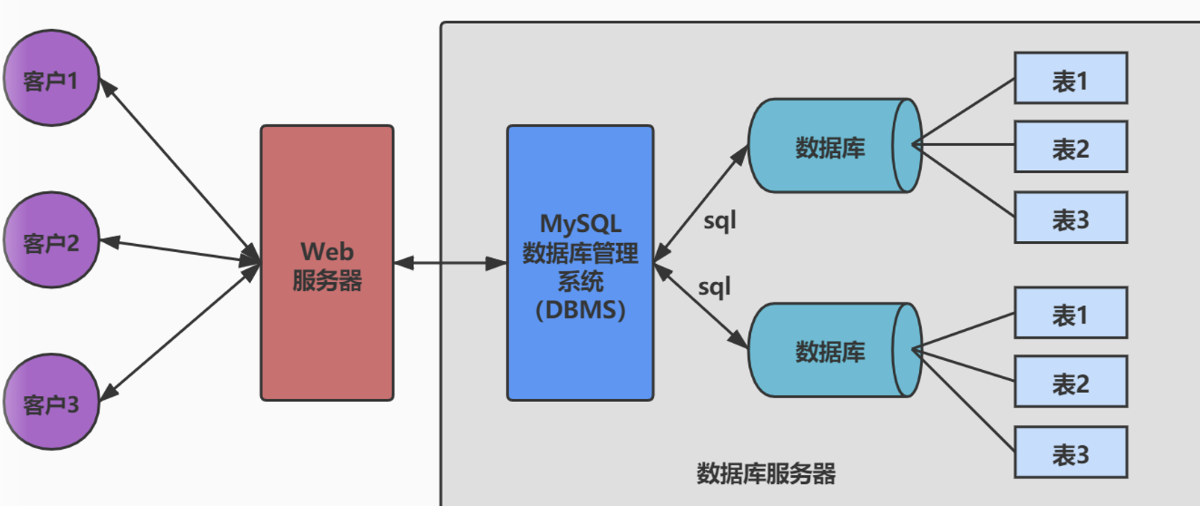 客户1
客户2
客户3
Web
服务器
MySQL
数据库管理
系统
（DBMS）
sql
sql
数据库
表1
表2
表3
数据库
表1
表2
表3
数据库服务器